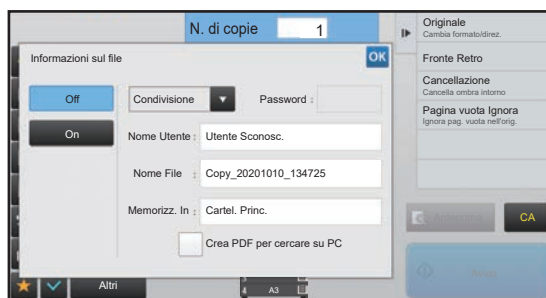 N. di copie 1
Originale
Cambia formato/direz.
Informazioni sul file OK
Fronte Retro
Cancellazione
Cancella ombra intorno
Off Condivisione Password :
Pagina vuota Ignora
Ignora pag. vuota nell'orig.
On Nome Utente : Utente Sconosc.
Nome File : Copy_20201010_134725
Memorizz. In : Cartel. Princ.
CA
Crea PDF per cercare su PC
Altri
4 A3